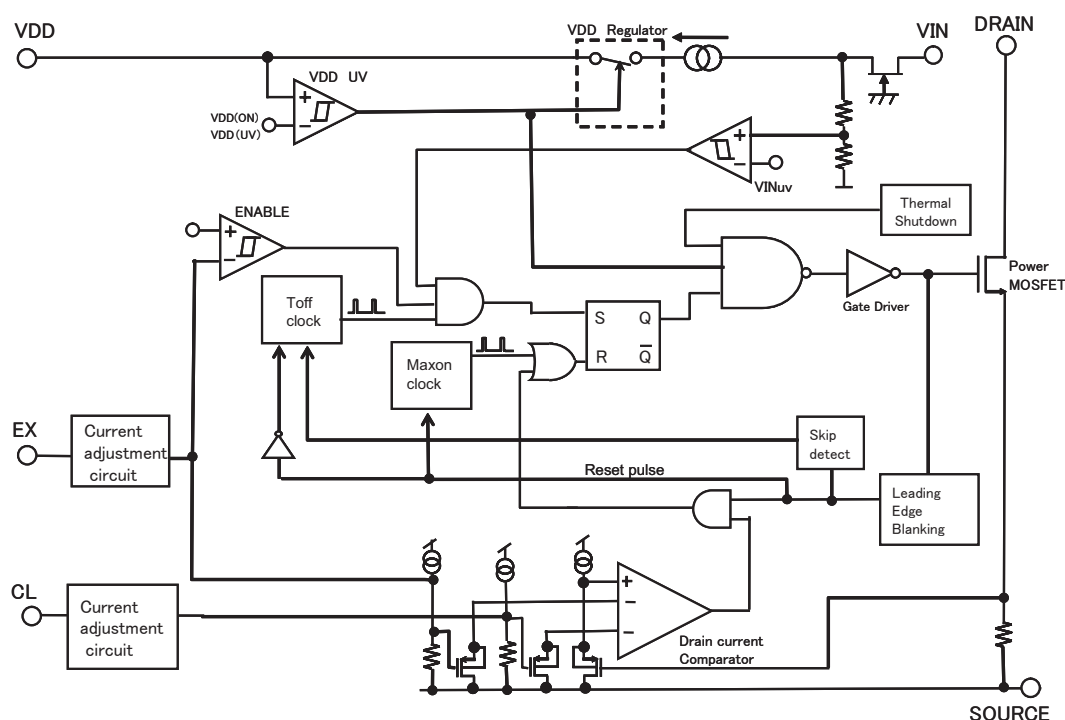 VDD
VDD Regulator
VIN
DRAIN
VDD UV
VDD(ON)
VDD(UV)
+
−
+
−
VINuv
Thermal
Shutdown
ENABLE
+
−
Power
MOSFET
Gate Driver
Toff
clock
S Q
R Q̅
Maxon
clock
EX
Current
adjustment
circuit
Skip
detect
Reset pulse
Leading
Edge
Blanking
CL
Current
adjustment
circuit
+
−
−
Drain current
Comparator
SOURCE